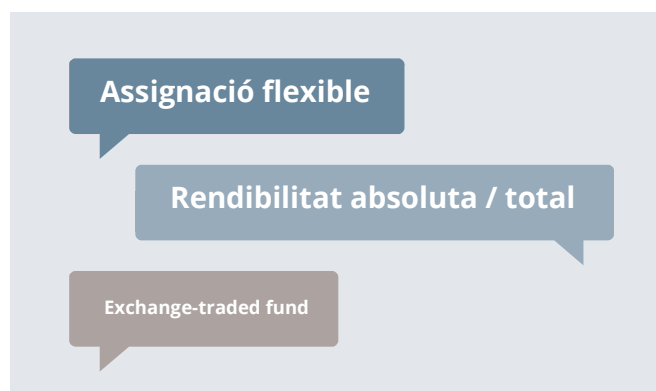 Assignació flexible
Rendibilitat absoluta / total
Exchange-traded fund